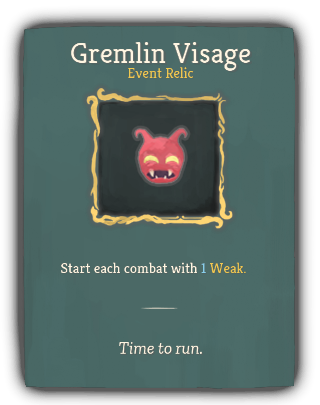 Gremlin Visage
Event Relic
Start each combat with 1 Weak.
Time to run.